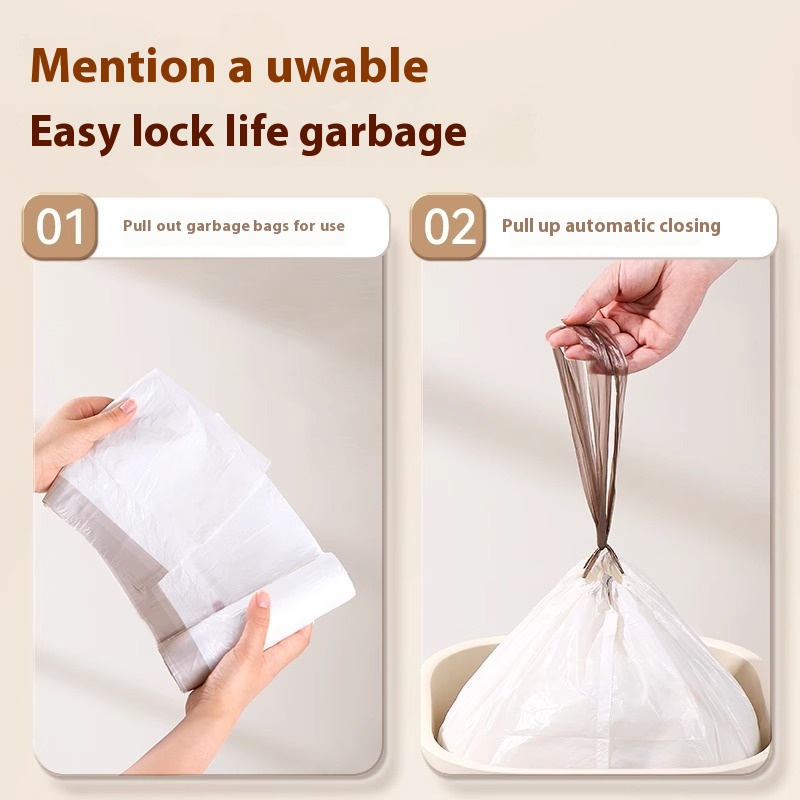 Mention a uwable
Easy lock life garbage
01
Pull out garbage bags for use
02
Pull up automatic closing